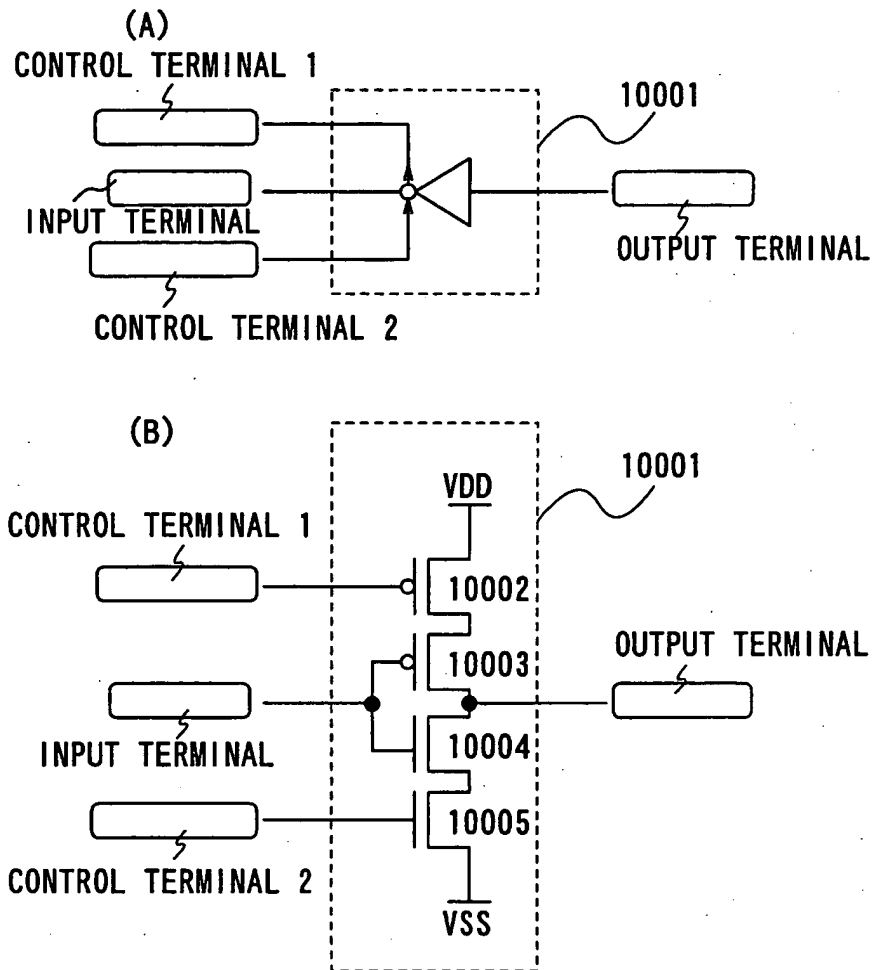 (A)
CONTROL TERMINAL 1
10001
INPUT TERMINAL
OUTPUT TERMINAL
CONTROL TERMINAL 2
(B)
10001
VDD
CONTROL TERMINAL 1
10002
10003
OUTPUT TERMINAL
INPUT TERMINAL
10004
10005
CONTROL TERMINAL 2
VSS